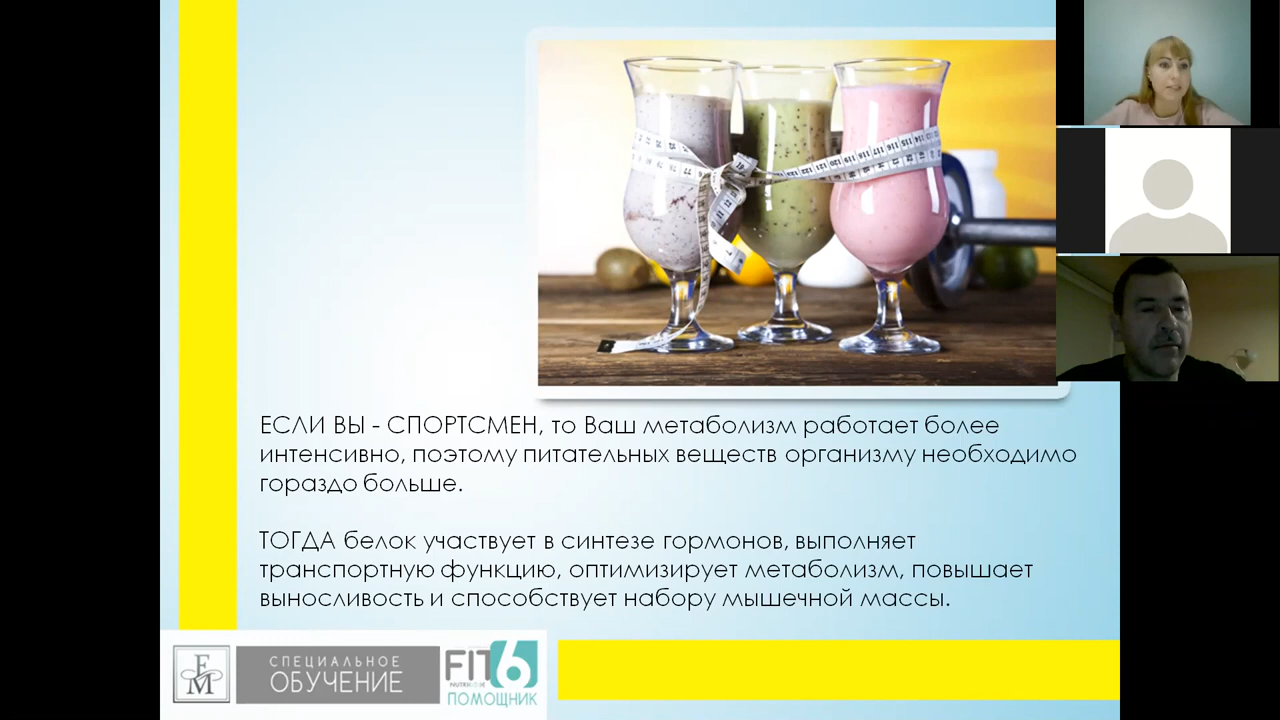 ЕСЛИ ВЫ - СПОРТСМЕН, то Ваш метаболизм работает более
интенсивно, поэтому питательных веществ организму необходимо
гораздо больше.
ТОГДА белок участвует в синтезе гормонов, выполняет
транспортную функцию, оптимизирует метаболизм, повышает
выносливость и способствует набору мышечной массы.
FM
СПЕЦИАЛЬНОЕ
ОБУЧЕНИЕ
FIT6
ПОМОЩНИК